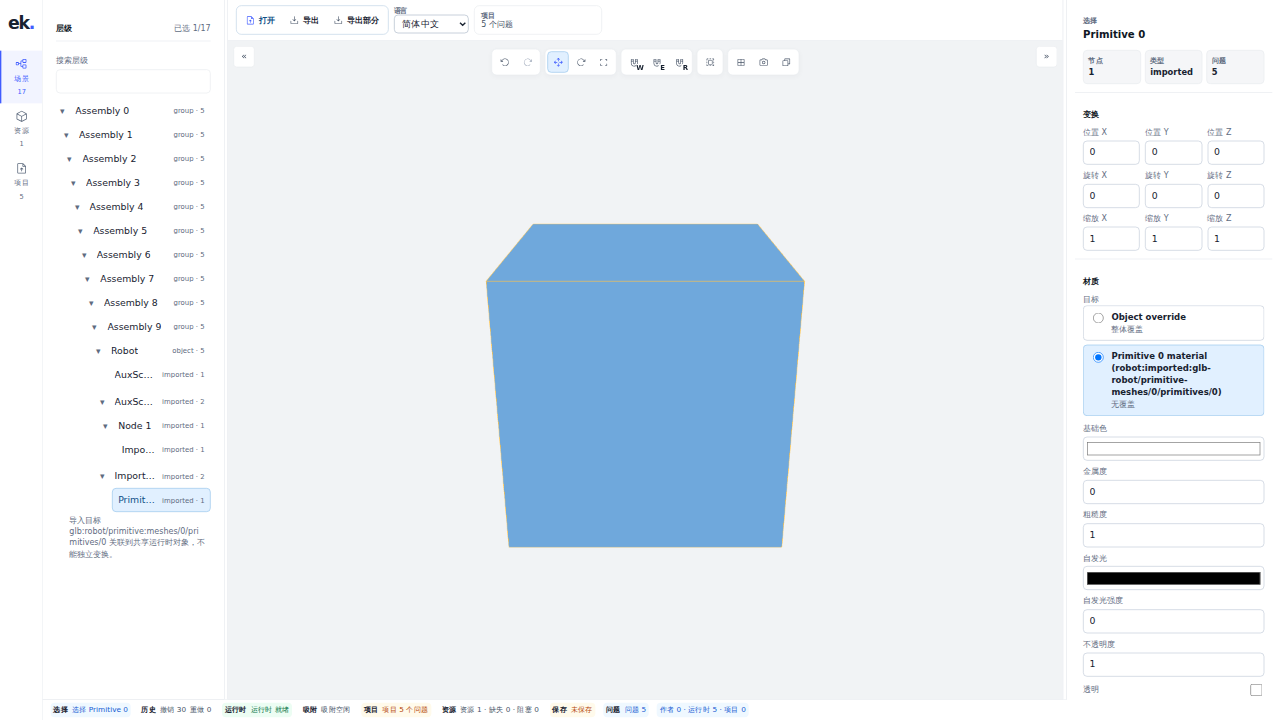 ek.
场景
17
资源
1
项目
5
层级
已选 1/17
搜索层级
▼ Assembly 0 group · 5
▼ Assembly 1 group · 5
▼ Assembly 2 group · 5
▼ Assembly 3 group · 5
▼ Assembly 4 group · 5
▼ Assembly 5 group · 5
▼ Assembly 6 group · 5
▼ Assembly 7 group · 5
▼ Assembly 8 group · 5
▼ Assembly 9 group · 5
▼ Robot object · 5
AuxSc... imported · 1
▼ AuxSc... imported · 2
▼ Node 1 imported · 1
Impo... imported · 1
▼ Import... imported · 2
Primit... imported · 1
导入目标
glb:robot/primitive:meshes/0/pri
mitives/0 关联到共享运行时对象，不
能独立变换。
打开 导出 导出部分
语言
简体中文
项目
5 个问题
«
W E R
»
选择
Primitive 0
节点
1
类型
imported
问题
5
变换
位置 X 位置 Y 位置 Z
0 0 0
旋转 X 旋转 Y 旋转 Z
0 0 0
缩放 X 缩放 Y 缩放 Z
1 1 1
材质
目标
Object override
整体覆盖
Primitive 0 material
(robot:imported:glb-
robot/primitive-
meshes/0/primitives/0)
无覆盖
基础色
金属度
0
粗糙度
1
自发光
自发光强度
0
不透明度
1
透明
选择 选择 Primitive 0 历史 撤销 30 重做 0 运行时 运行时 就绪 吸附 吸附空闲 项目 项目 5 个问题 资源 资源 1 · 缺失 0 · 阻塞 0 保存 未保存 问题 问题 5 作者 0 · 运行时 5 · 项目 0